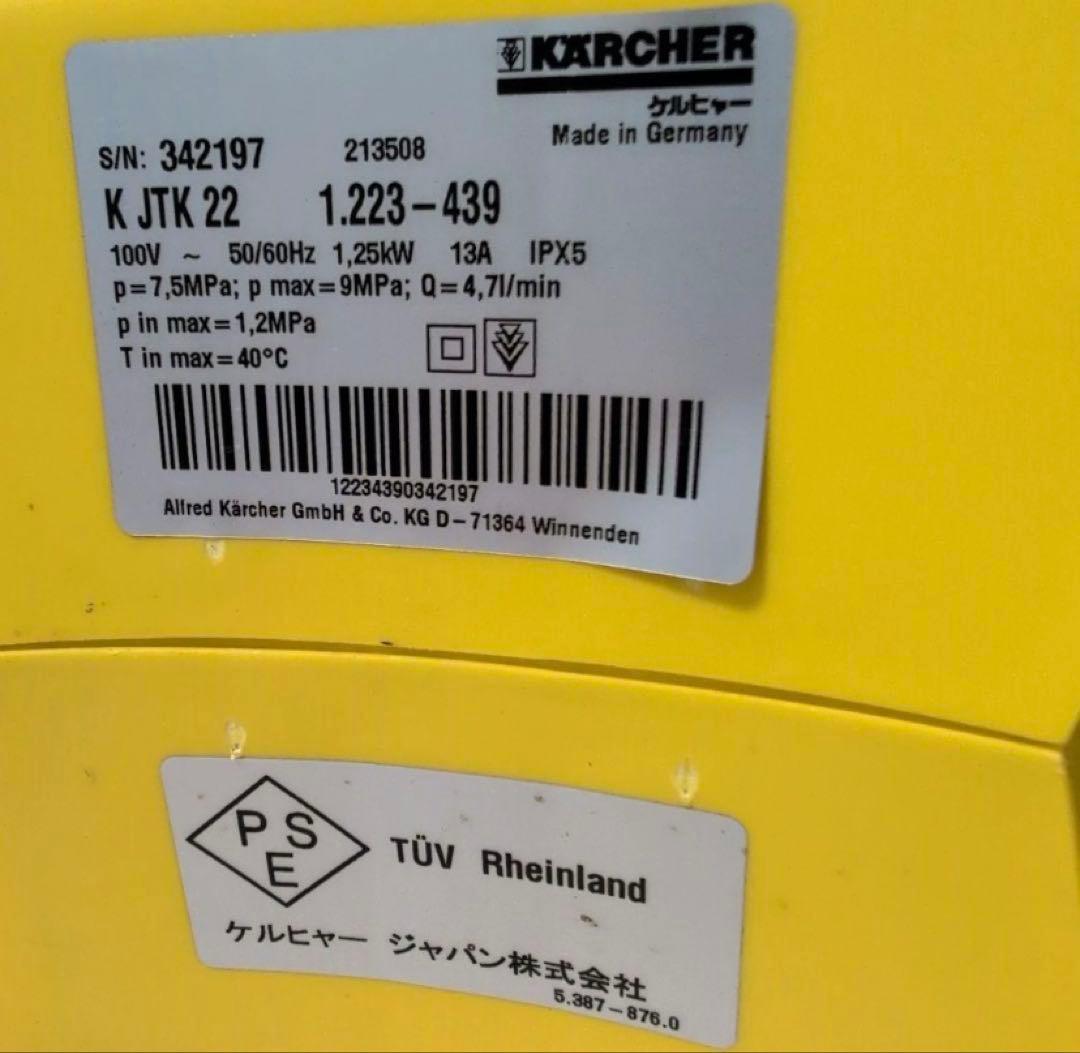 KÄRCHER
ケルヒャー
Made in Germany
S/N: 342197 213508
K JTK 22 1.223-439
100V ~ 50/60Hz 1,25kW 13A IPX5
p=7,5MPa; p max=9MPa; Q=4,7l/min
p in max=1,2MPa
T in max=40°C
12234390342197
Alfred Kärcher GmbH & Co. KG D-71364 Winnenden
PSE
TÜV Rheinland
ケルヒャー ジャパン株式会社
5.387-876.0